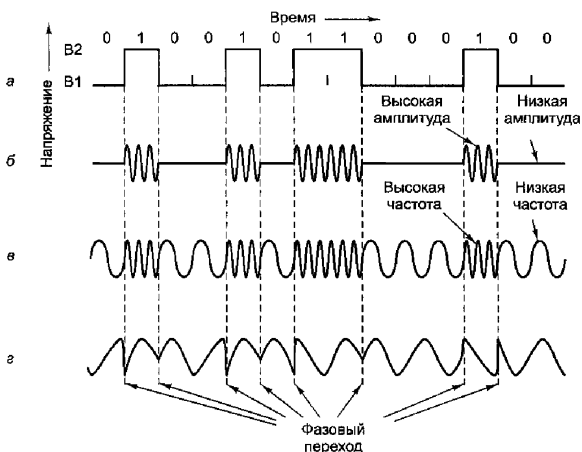 Время
0 1 0 0 1 0 1 1 0 0 0 1 0 0
Напряжение
В2
В1
а
Высокая
амплитуда
Низкая
амплитуда
б
Высокая
частота
Низкая
частота
в
г
Фазовый
переход